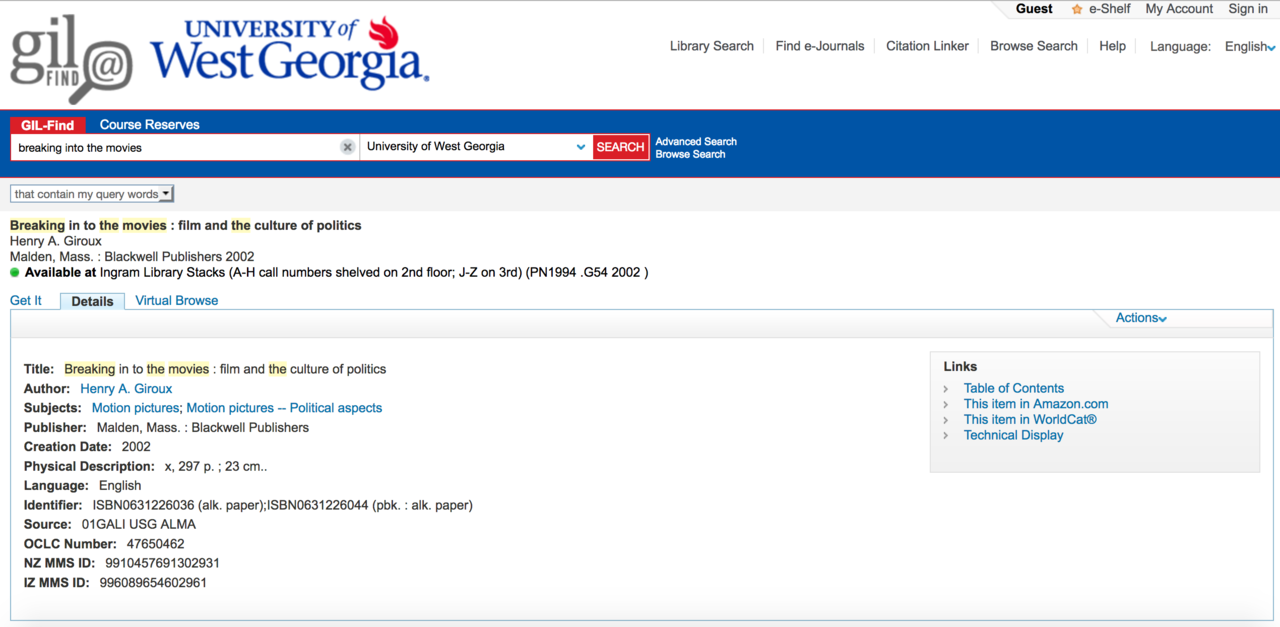 Guest e-Shelf My Account Sign in
gil
FIND @
UNIVERSITY of
West Georgia®
Library Search Find e-Journals Citation Linker Browse Search Help Language: English
GIL-Find Course Reserves
breaking into the movies University of West Georgia SEARCH
Advanced Search
Browse Search
that contain my query words
Breaking in to the movies : film and the culture of politics
Henry A. Giroux
Malden, Mass. : Blackwell Publishers 2002
Available at Ingram Library Stacks (A-H call numbers shelved on 2nd floor; J-Z on 3rd) (PN1994 .G54 2002 )
Get It Details Virtual Browse
Actions
Title: Breaking in to the movies : film and the culture of politics
Author: Henry A. Giroux
Subjects: Motion pictures; Motion pictures -- Political aspects
Publisher: Malden, Mass. : Blackwell Publishers
Creation Date: 2002
Physical Description: x, 297 p. ; 23 cm..
Language: English
Identifier: ISBN0631226036 (alk. paper);ISBN0631226044 (pbk. : alk. paper)
Source: 01GALI USG ALMA
OCLC Number: 47650462
NZ MMS ID: 9910457691302931
IZ MMS ID: 996089654602961
Links
Table of Contents
This item in Amazon.com
This item in WorldCat®
Technical Display